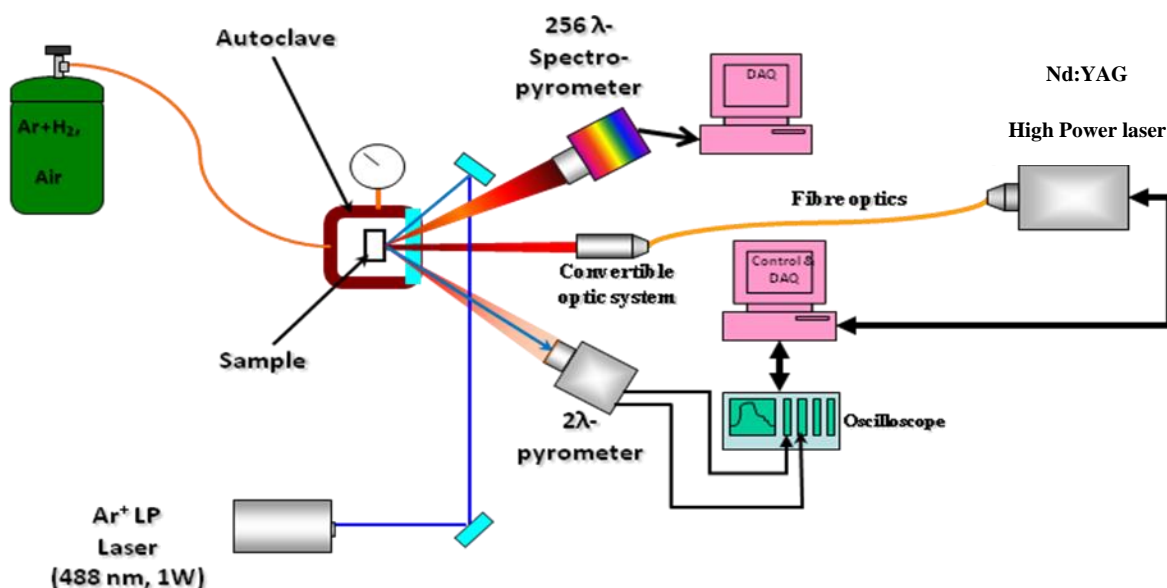 256 λ-
Spectro-
pyrometer
Autoclave
DAQ
Nd:YAG
High Power laser
Ar+H₂,
Air
Fibre optics
Control &
DAQ
Convertible
optic system
Sample
2λ-
pyrometer
Oscilloscope
Ar⁺ LP
Laser
(488 nm, 1W)